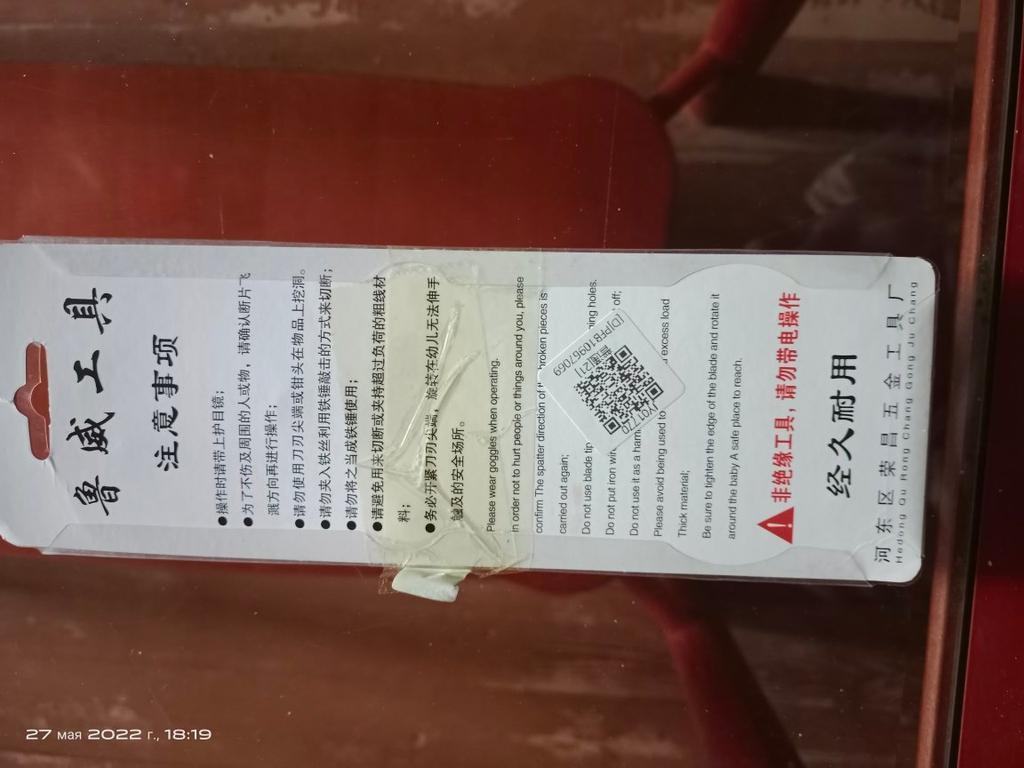 鲁威工具
注意事项
●操作时请带上护目镜；
●为了不伤及周围的人或物，请确认断片飞
溅方向再进行操作；
●请勿使用刀刃尖端或钳头在物品上挖洞。
●请勿夹入铁丝利用铁锤敲击的方式来切断；
●请勿将之当成铁锤使用；
●请避免用来切断或夹持超过负荷的粗线材
料；
●务必开紧刀刃尖端，旋转在幼儿无法伸手
触及的安全场所。
Please wear goggles when operating.
in order not to hurt people or things around you, please
confirm The spatter direction of broken pieces is
carried out again;
Do not use blade tip holes.
Do not put iron off;
Do not use it as a
Please avoid being used to excess load
Thick material;
Be sure to tighten the edge of the blade and rotate it
around the baby A safe place to reach.
(D)PFB10967069
非绝缘工具，请勿带电操作
经久耐用
河东区荣昌五金工具厂
Hedong Qu Rong Chang Gong Ju Chang
27 мая 2022 г., 18:19